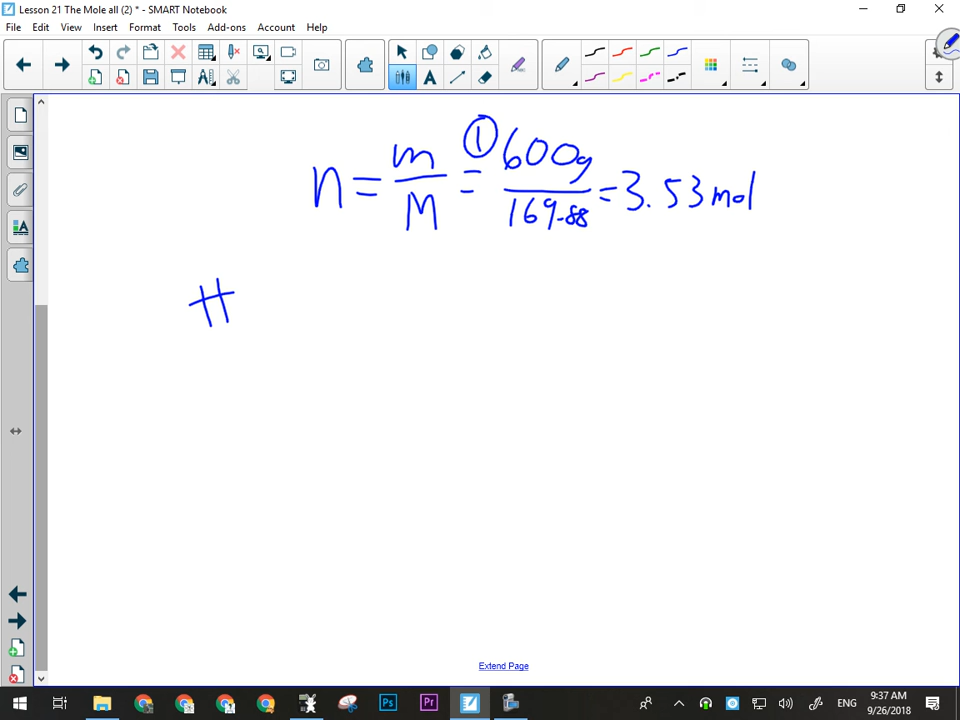 Lesson 21 The Mole all (2) * - SMART Notebook
File Edit View Insert Format Tools Add-ons Account Help
n = m/M = ① 600g/169.88 = 3.53 mol
#
Extend Page
ENG
9:37 AM
9/26/2018